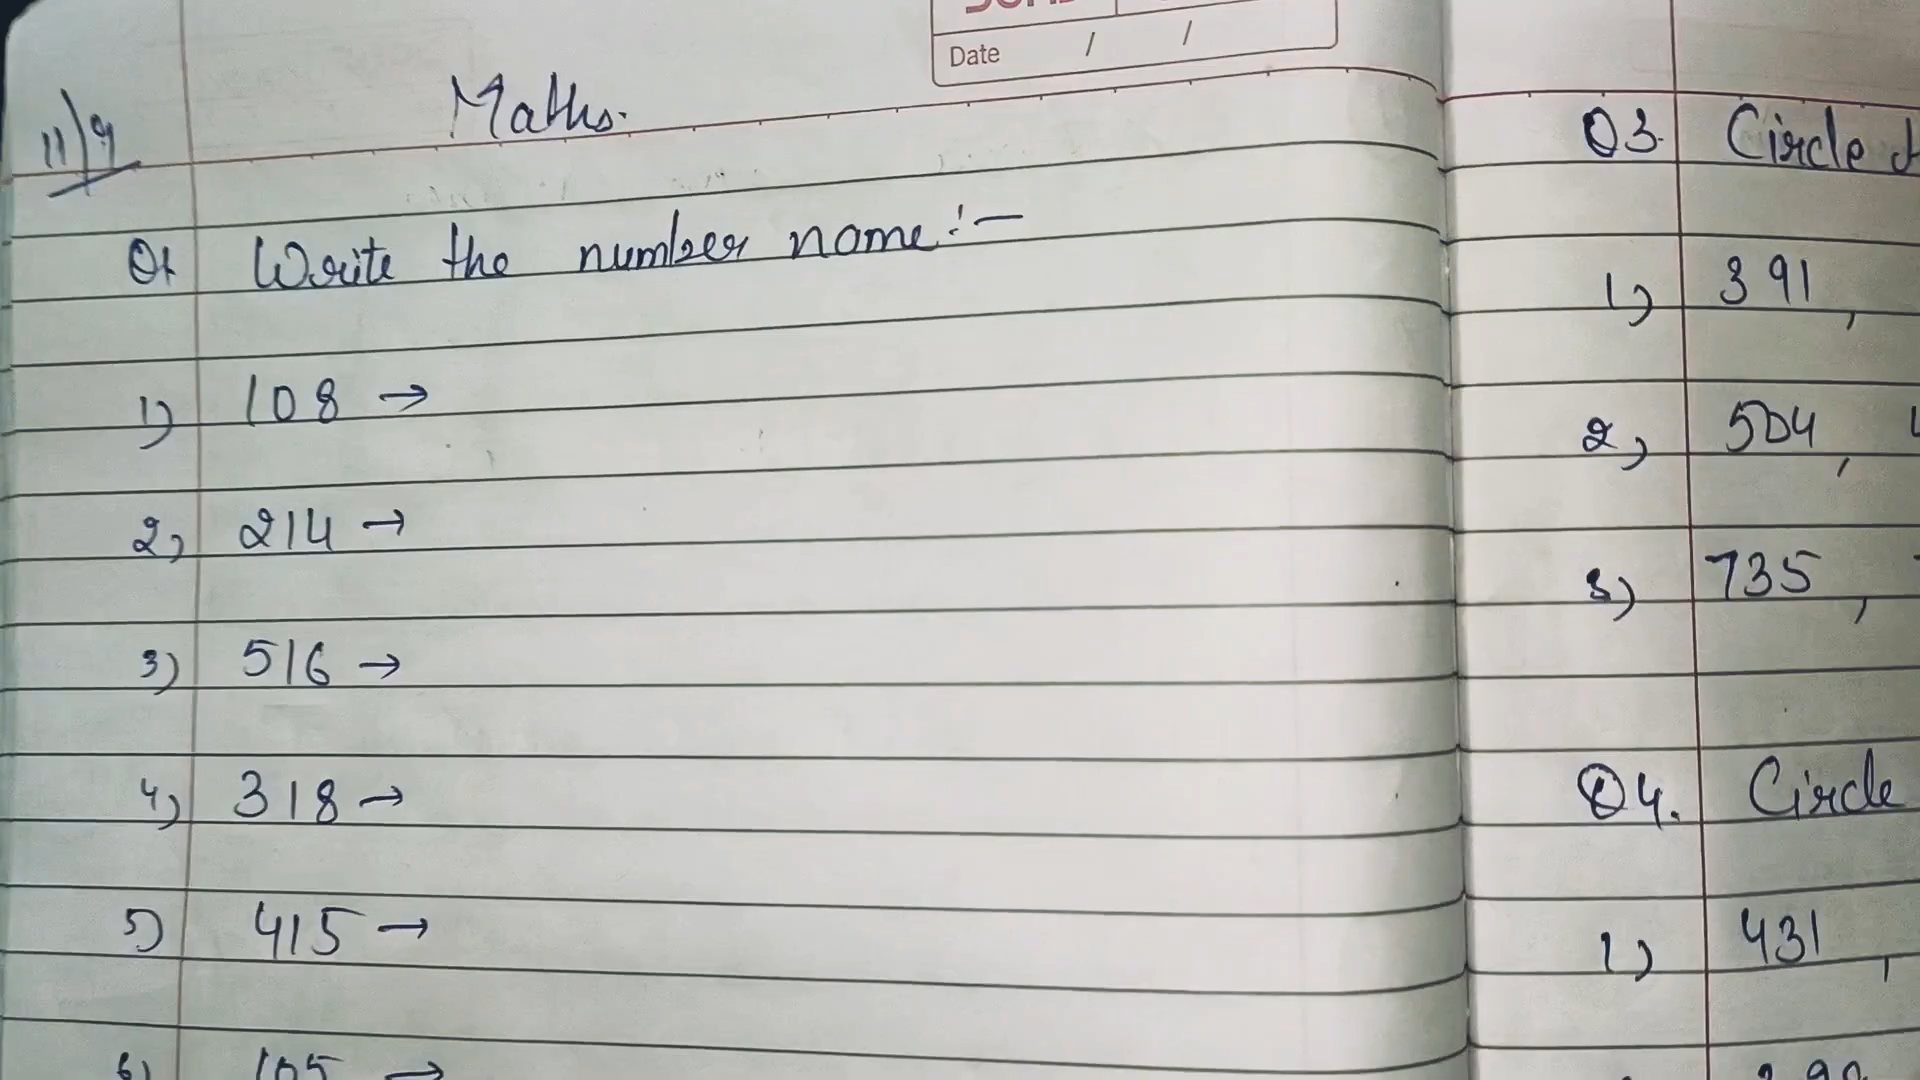 Date / /
11/9
Maths.
Q1 Write the number name:-
1) 108 →
2) 214 →
3) 516 →
4) 318 →
5) 415 →
6) 105 →
Q3. Circle
1) 391,
2) 504,
3) 735,
Q4. Circle
1) 431,